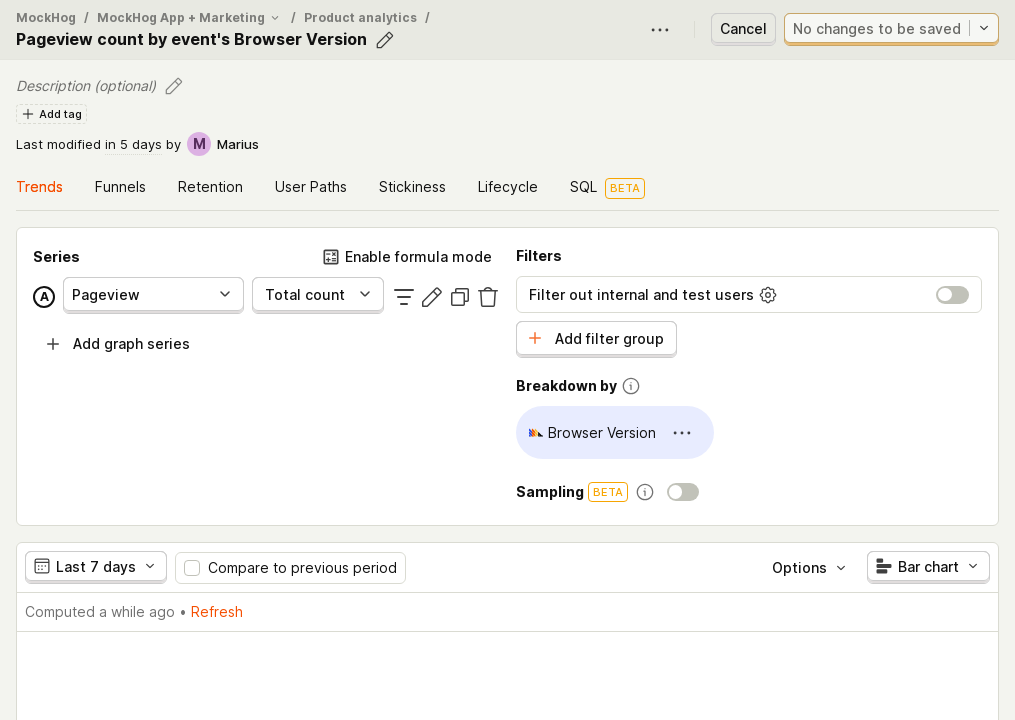 MockHog / MockHog App + Marketing / Product analytics /
Pageview count by event's Browser Version
Cancel
No changes to be saved
Description (optional)
Add tag
Last modified in 5 days by M Marius
Trends Funnels Retention User Paths Stickiness Lifecycle SQL BETA
Series
Enable formula mode
A Pageview Total count
Add graph series
Filters
Filter out internal and test users
Add filter group
Breakdown by
Browser Version
Sampling BETA
Last 7 days Compare to previous period Options Bar chart
Computed a while ago • Refresh